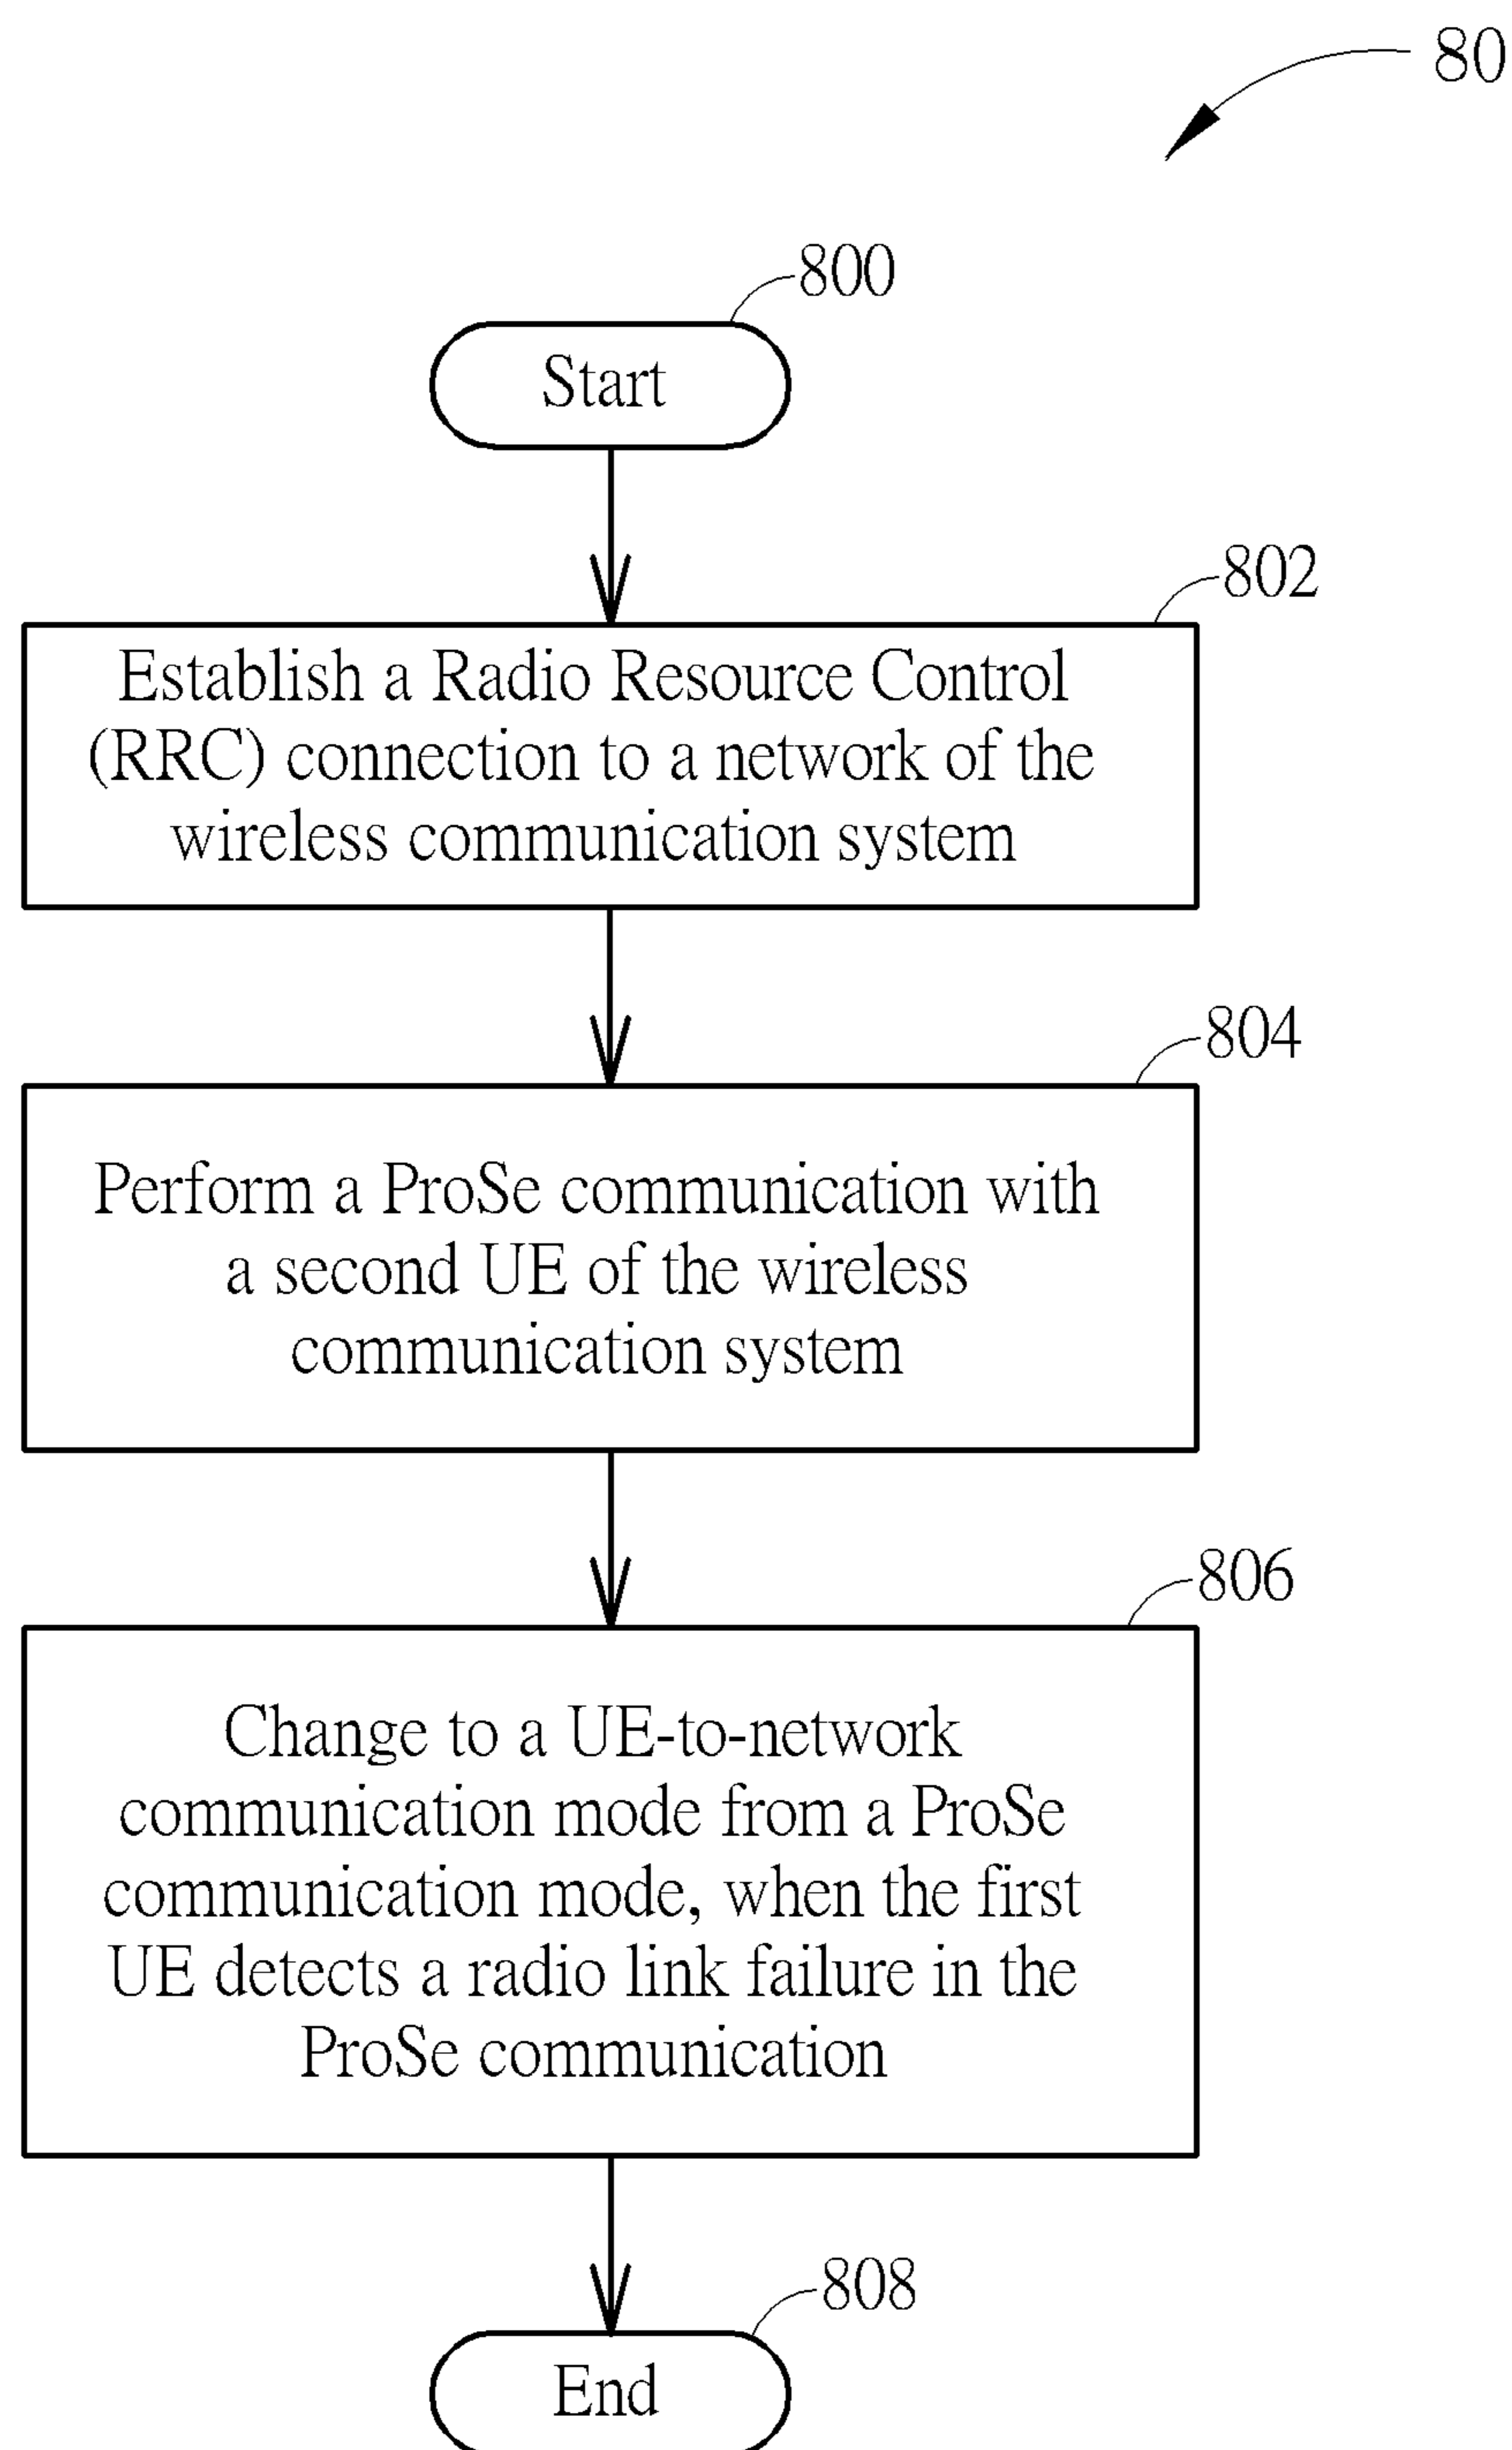 80
800
Start
802
Establish a Radio Resource Control
(RRC) connection to a network of the
wireless communication system
804
Perform a ProSe communication with
a second UE of the wireless
communication system
806
Change to a UE-to-network
communication mode from a ProSe
communication mode, when the first
UE detects a radio link failure in the
ProSe communication
808
End